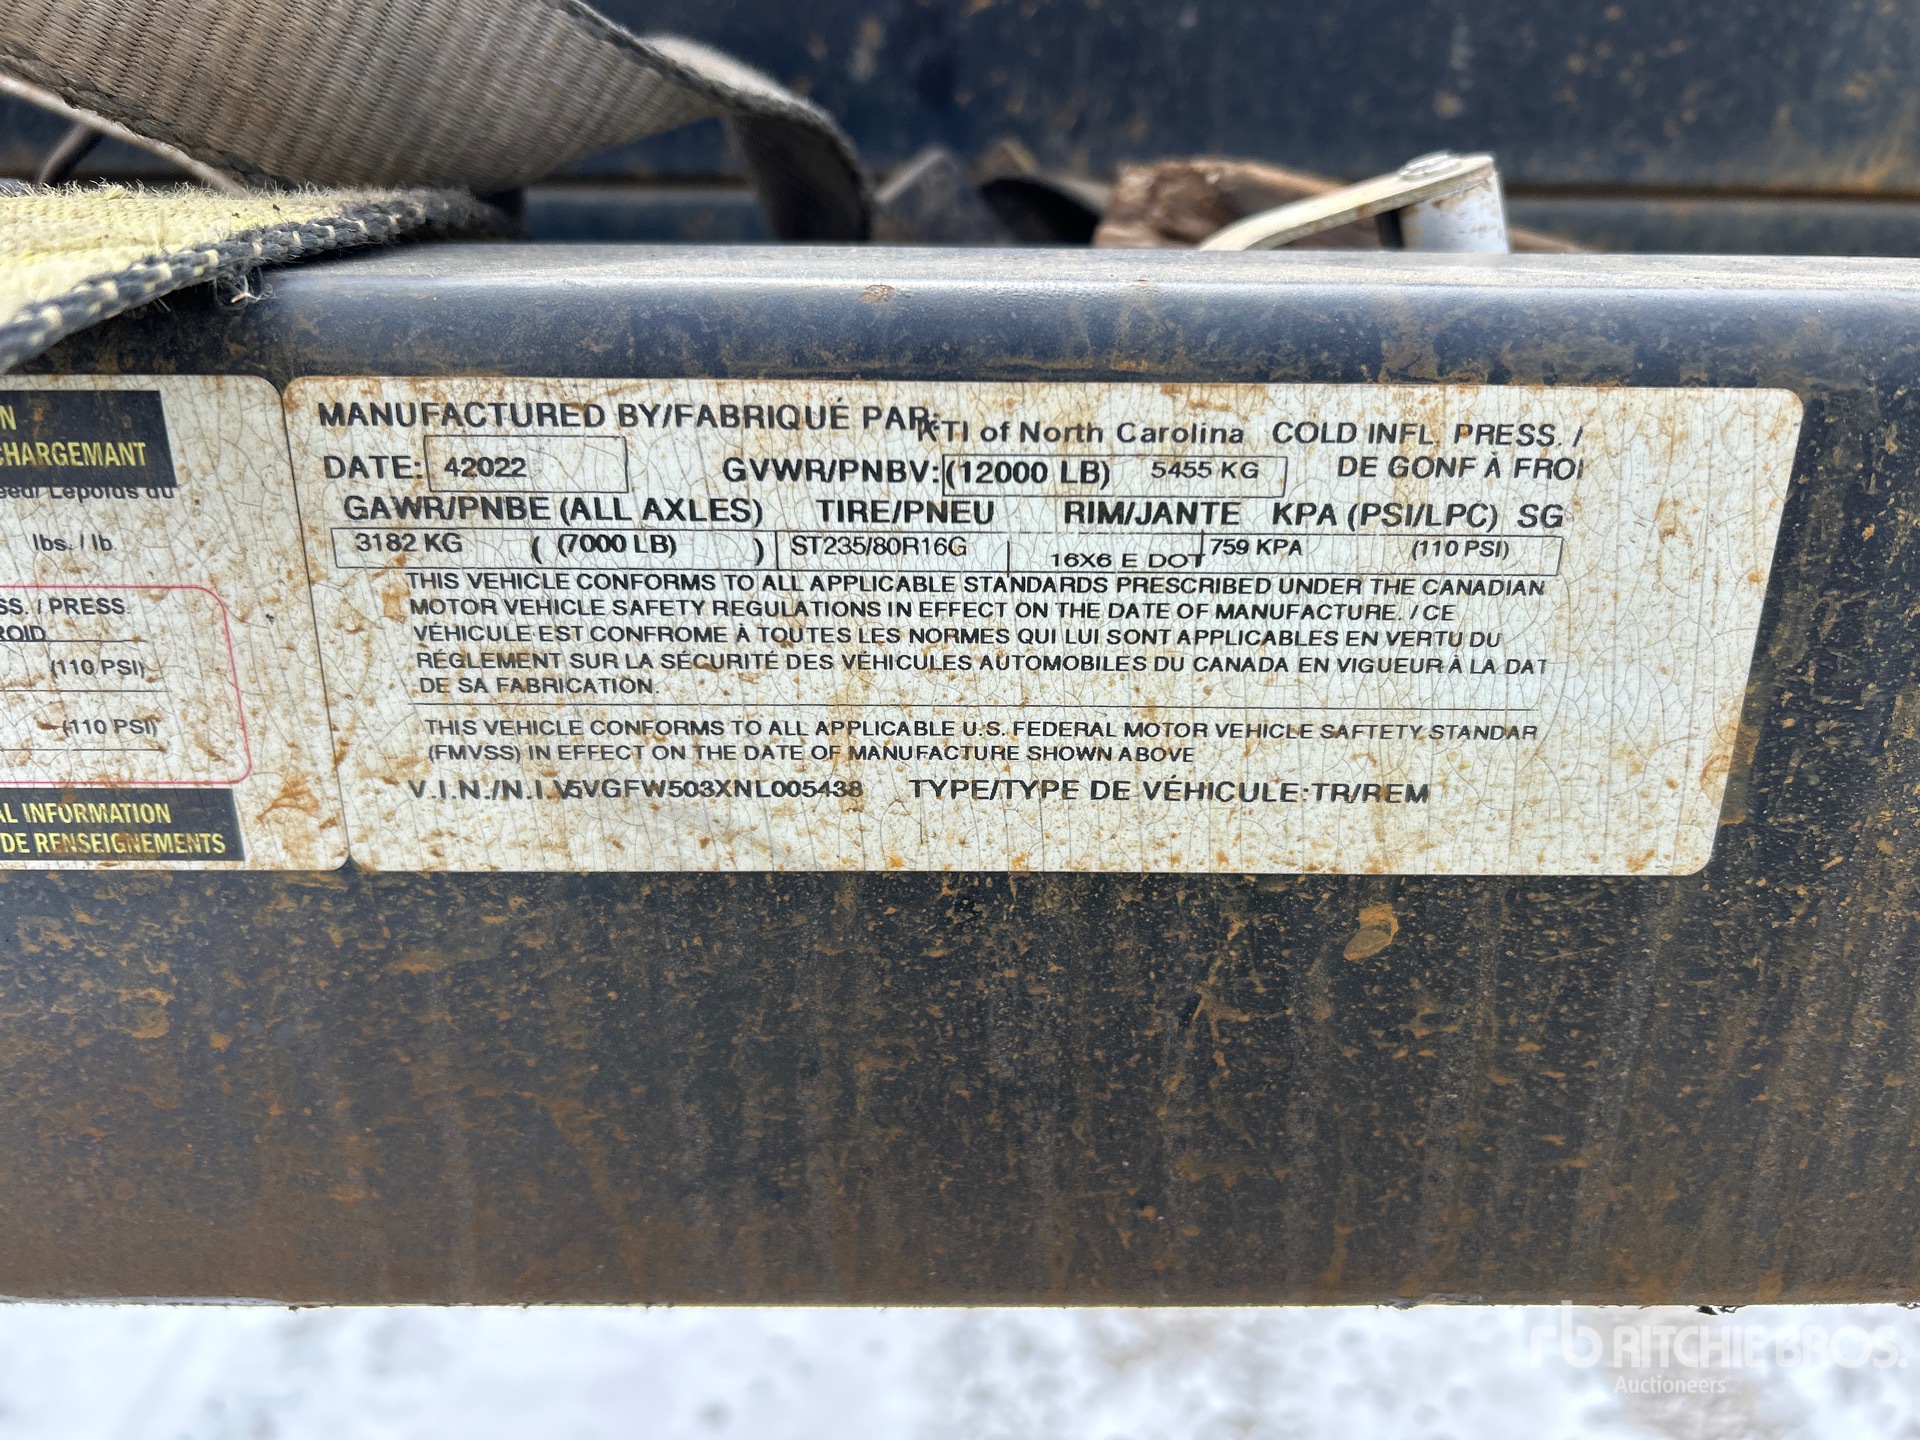 N
CHARGEMENT
lbs. / lb
SS. / PRESS.
ROID
(110 PSI)
(110 PSI)
AL INFORMATION
DE RENSEIGNEMENTS
MANUFACTURED BY/FABRIQUÉ PAR: KTI of North Carolina
COLD INFL. PRESS. /
DE GONF À FROI
DATE: 42022 GVWR/PNBV: (12000 LB) 5455 KG
GAWR/PNBE (ALL AXLES) TIRE/PNEU RIM/JANTE KPA (PSI/LPC) SG
3182 KG ( (7000 LB) ) ST235/80R16G 16X6 E DOT 759 KPA (110 PSI)
THIS VEHICLE CONFORMS TO ALL APPLICABLE STANDARDS PRESCRIBED UNDER THE CANADIAN
MOTOR VEHICLE SAFETY REGULATIONS IN EFFECT ON THE DATE OF MANUFACTURE. / CE
VÉHICULE EST CONFROME À TOUTES LES NORMES QUI LUI SONT APPLICABLES EN VERTU DU
RÉGLEMENT SUR LA SÉCURITÉ DES VÉHICULES AUTOMOBILES DU CANADA EN VIGUEUR À LA DAT
DE SA FABRICATION.
THIS VEHICLE CONFORMS TO ALL APPLICABLE U.S. FEDERAL MOTOR VEHICLE SAFTETY STANDAR
(FMVSS) IN EFFECT ON THE DATE OF MANUFACTURE SHOWN ABOVE
V.I.N./N.I.V 5VGFW503XNL005438 TYPE/TYPE DE VÉHICULE: TR/REM
rb RITCHIE BROS.
Auctioneers